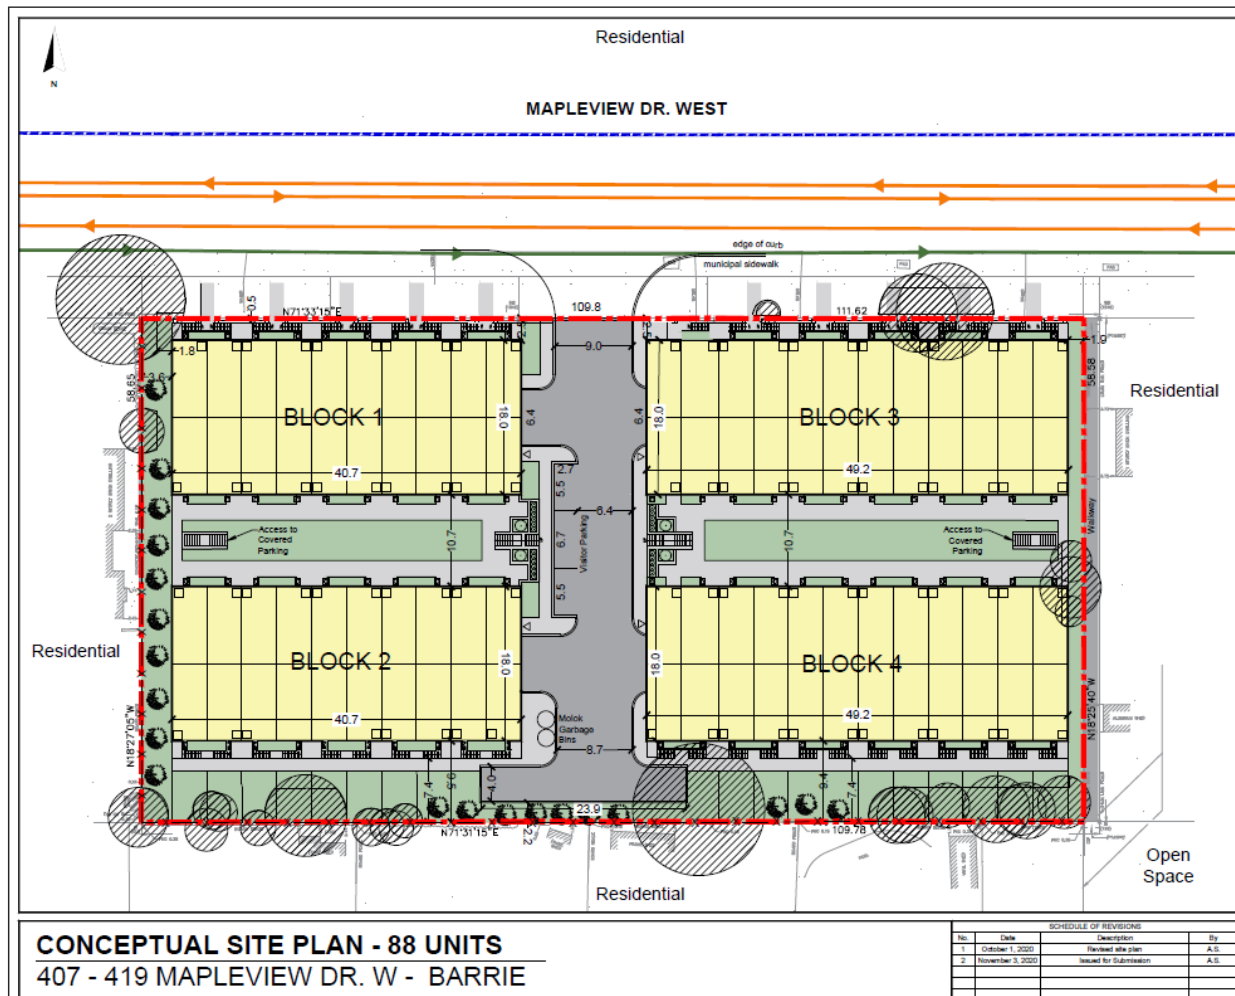 Residential
N
MAPLEVIEW DR. WEST
edge of curb
municipal sidewalk
N71°33'15"E
0.5
109.8
111.62
2.5
9.0
1.8
3.6
1.9
58.65
58.58
Residential
BLOCK 1
18.0
6.4
6.4
18.0
BLOCK 3
40.7
49.2
2.7
5.5
6.4
Access to
Covered
Parking
10.7
6.7
Visitor Parking
10.7
Access to
Covered
Parking
Walkway
5.5
Residential
BLOCK 2
18.0
18.0
BLOCK 4
40.7
49.2
N18°27'05"W
N18°25'40"W
Molok
Garbage
Bins
8.7
7.4
9.6
4.0
9.4
7.4
23.9
N71°31'15"E
2.2
109.78
Open
Space
Residential
CONCEPTUAL SITE PLAN - 88 UNITS
407 - 419 MAPLEVIEW DR. W - BARRIE
SCHEDULE OF REVISIONS
No. Date Description By
1 October 1, 2020 Revised site plan A.S.
2 November 3, 2020 Issued for Submission A.S.